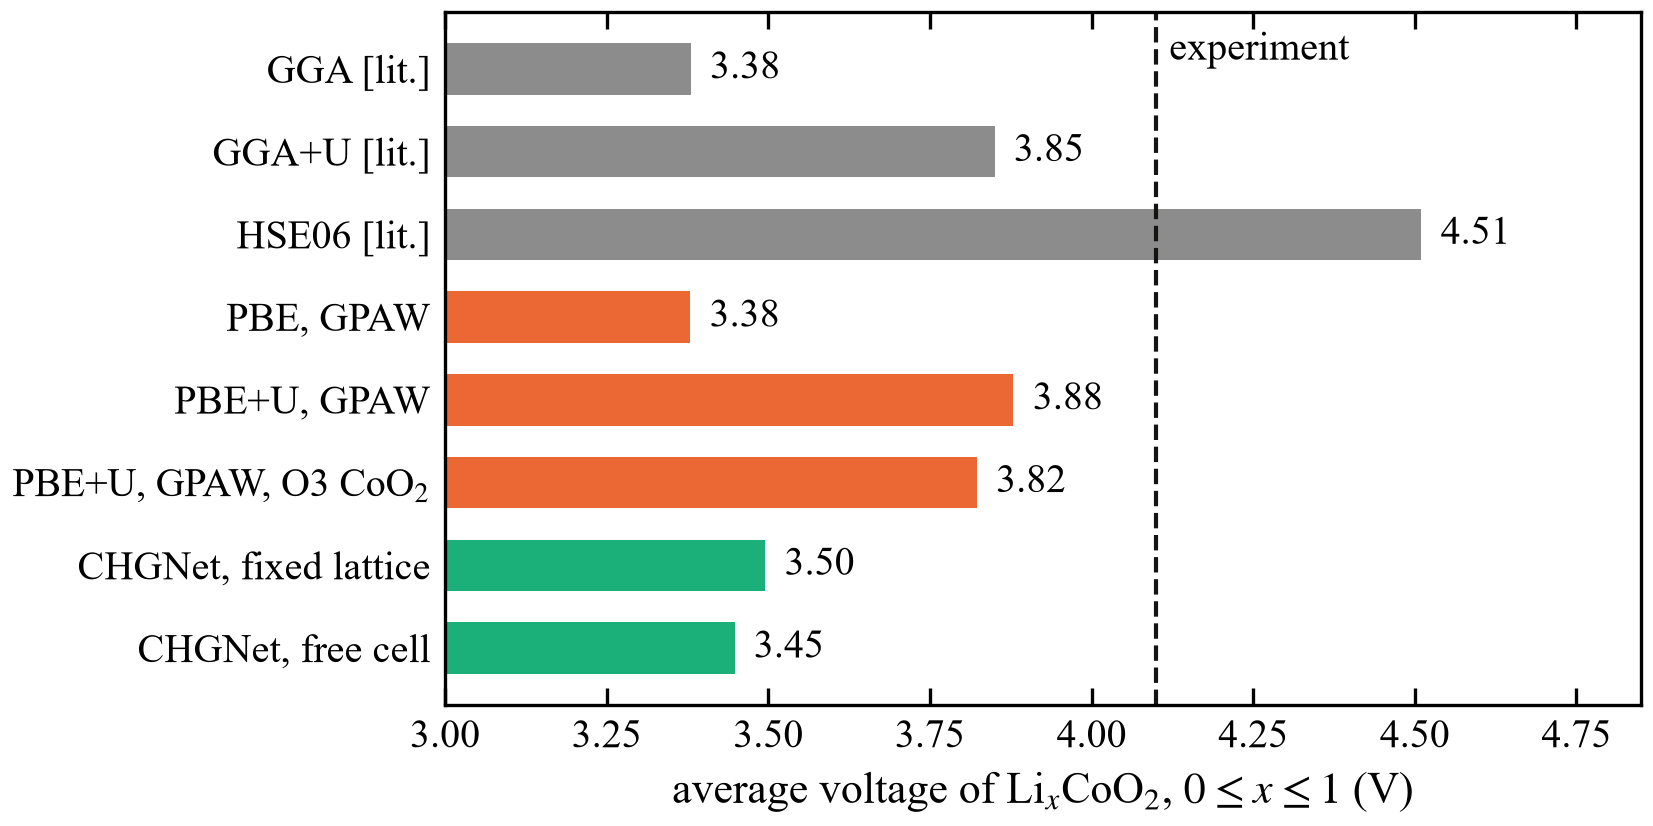 experiment
GGA [lit.] 3.38
GGA+U [lit.] 3.85
HSE06 [lit.] 4.51
PBE, GPAW 3.38
PBE+U, GPAW 3.88
PBE+U, GPAW, O3 CoO₂ 3.82
CHGNet, fixed lattice 3.50
CHGNet, free cell 3.45
3.00 3.25 3.50 3.75 4.00 4.25 4.50 4.75
average voltage of LiₓCoO₂, 0 ≤ x ≤ 1 (V)